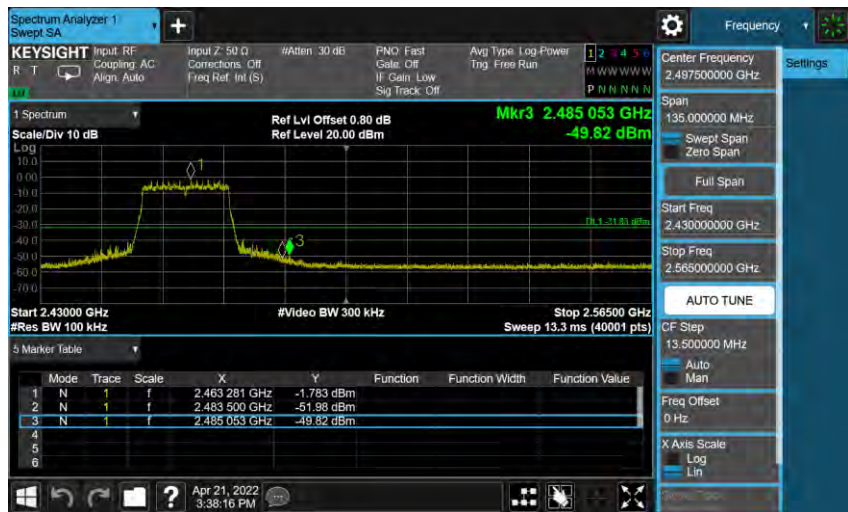 Spectrum Analyzer 1
Swept SA
+
Frequency
KEYSIGHT
R T
Input: RF
Coupling: AC
Align: Auto
Input Z: 50 Ω
Corrections: Off
Freq Ref: Int (S)
#Atten: 30 dB
PNO: Fast
Gate: Off
IF Gain: Low
Sig Track: Off
Avg Type: Log-Power
Trig: Free Run
1 2 3 4 5 6
M W W W W W
P N N N N N
1 Spectrum
Scale/Div 10 dB
Ref Lvl Offset 0.80 dB
Ref Level 20.00 dBm
Mkr3 2.485 053 GHz
-49.82 dBm
Log
10.0
0.00
-10.0
-20.0
-30.0
-40.0
-50.0
-60.0
-70.0
1
3
DL1 -31.83 dBm
Start 2.43000 GHz
#Res BW 100 kHz
#Video BW 300 kHz
Stop 2.56500 GHz
Sweep 13.3 ms (40001 pts)
5 Marker Table
Mode Trace Scale X Y Function Function Width Function Value
1 N 1 f 2.463 281 GHz -1.783 dBm
2 N 1 f 2.483 500 GHz -51.98 dBm
3 N 1 f 2.485 053 GHz -49.82 dBm
4
5
6
?
Apr 21, 2022
3:38:16 PM
Center Frequency
2.497500000 GHz
Settings
Span
135.000000 MHz
Swept Span
Zero Span
Full Span
Start Freq
2.430000000 GHz
Stop Freq
2.565000000 GHz
AUTO TUNE
CF Step
13.500000 MHz
Auto
Man
Freq Offset
0 Hz
X Axis Scale
Log
Lin